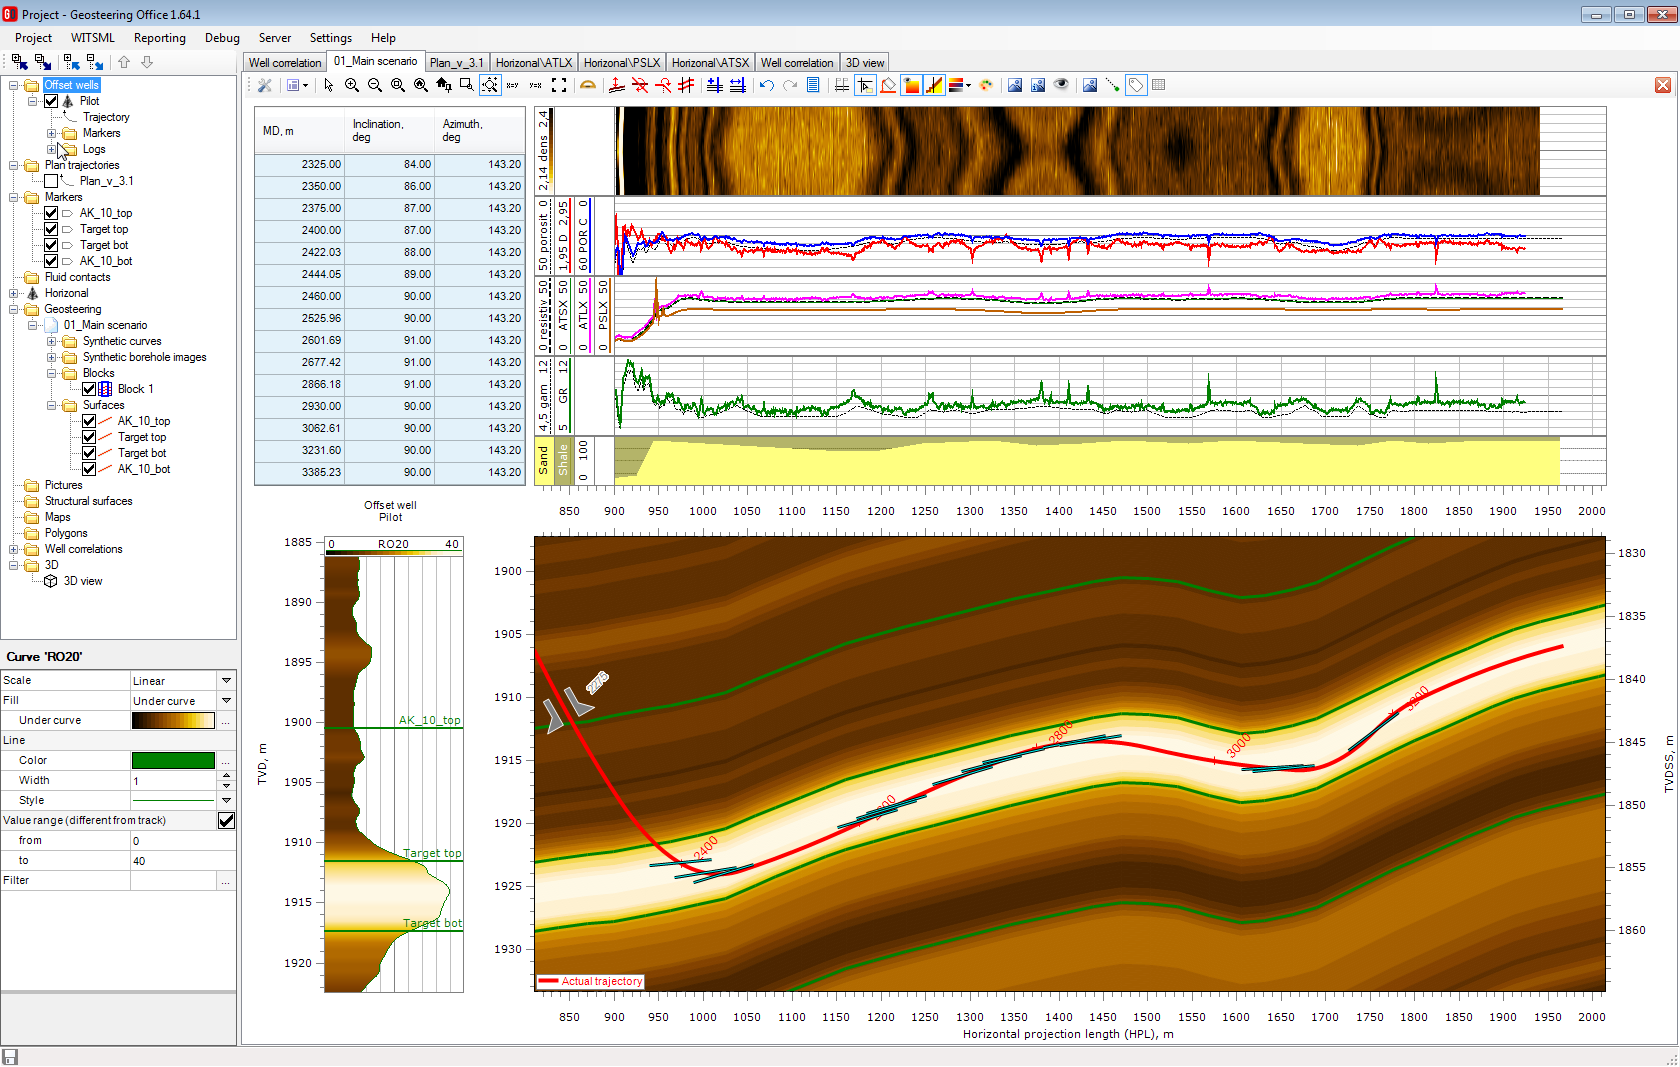 Project - Geosteering Office 1.64.1
Project WITSML Reporting Debug Server Settings Help
Offset wells
Pilot
Trajectory
Markers
Logs
Plan trajectories
Plan_v_3.1
Markers
AK_10_top
Target top
Target bot
AK_10_bot
Fluid contacts
Horizonal
Geosteering
01_Main scenario
Synthetic curves
Synthetic borehole images
Blocks
Block 1
Surfaces
AK_10_top
Target top
Target bot
AK_10_bot
Pictures
Structural surfaces
Maps
Polygons
Well correlations
3D
3D view
Curve 'RO20'
Scale Linear
Fill Under curve
Under curve ...
Line
Color ...
Width 1
Style
Value range (different from track)
from 0
to 40
Filter ...
Well correlation 01_Main scenario Plan_v_3.1 Horizonal\ATLX Horizonal\PSLX Horizonal\ATSX Well correlation 3D view
MD, m Inclination, deg Azimuth, deg
2325.00 84.00 143.20
2350.00 86.00 143.20
2375.00 87.00 143.20
2400.00 87.00 143.20
2422.03 88.00 143.20
2444.05 89.00 143.20
2460.00 90.00 143.20
2525.96 90.00 143.20
2601.69 91.00 143.20
2677.42 91.00 143.20
2866.18 91.00 143.20
2930.00 90.00 143.20
3062.61 90.00 143.20
3231.60 90.00 143.20
3385.23 90.00 143.20
2,14 dens 2,4
50 porosit 0
1,95 D 2,95
60 POR C 0
0 resistiv 50
0 ATSX 50
0 ATLX 50
0 PSLX 50
4,5 gam 12
5 GR 12
Sand
Shale
0 100
850 900 950 1000 1050 1100 1150 1200 1250 1300 1350 1400 1450 1500 1550 1600 1650 1700 1750 1800 1850 1900 1950 2000
Offset well
Pilot
0 RO20 40
TVD, m
1885
1890
1895
1900
1905
1910
1915
1920
AK_10_top
Target top
Target bot
1900
1905
1910
1915
1920
1925
1930
2275
2400
2800
3000
3200
Actual trajectory
1830
1835
1840
1845
1850
1855
1860
TVDSS, m
850 900 950 1000 1050 1100 1150 1200 1250 1300 1350 1400 1450 1500 1550 1600 1650 1700 1750 1800 1850 1900 1950 2000
Horizontal projection length (HPL), m